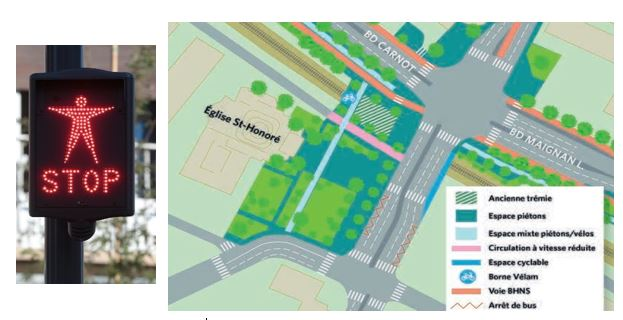 STOP
BD CARNOT
Église St-Honoré
BD MAIGNAN L
Ancienne trémie
Espace piétons
Espace mixte piétons/vélos
Circulation à vitesse réduite
Espace cyclable
Borne Vélam
Voie BHNS
Arrêt de bus